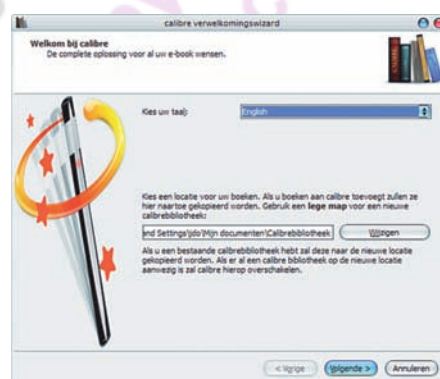 calibre verwelkomingswizard
Welkom bij calibre
De complete oplossing voor al uw e-book wensen.
Kies uw taal:
English
Kies een locatie voor uw boeken. Als u boeken aan calibre toevoegt zullen ze
hier naartoe gekopieerd worden. Gebruik een lege map voor een nieuwe
calibrebibliotheek:
and Settings\jdo\Mijn documenten\Calibrebibliotheek
Wijzigen
Als u een bestaande calibrebibliotheek hebt zal deze naar de nieuwe locatie
gekopieerd worden. Als er al een calibre bibliotheek op de nieuwe locatie
aanwezig is zal calibre hierop overschakelen.
< Vorige
Volgende >
Annuleren